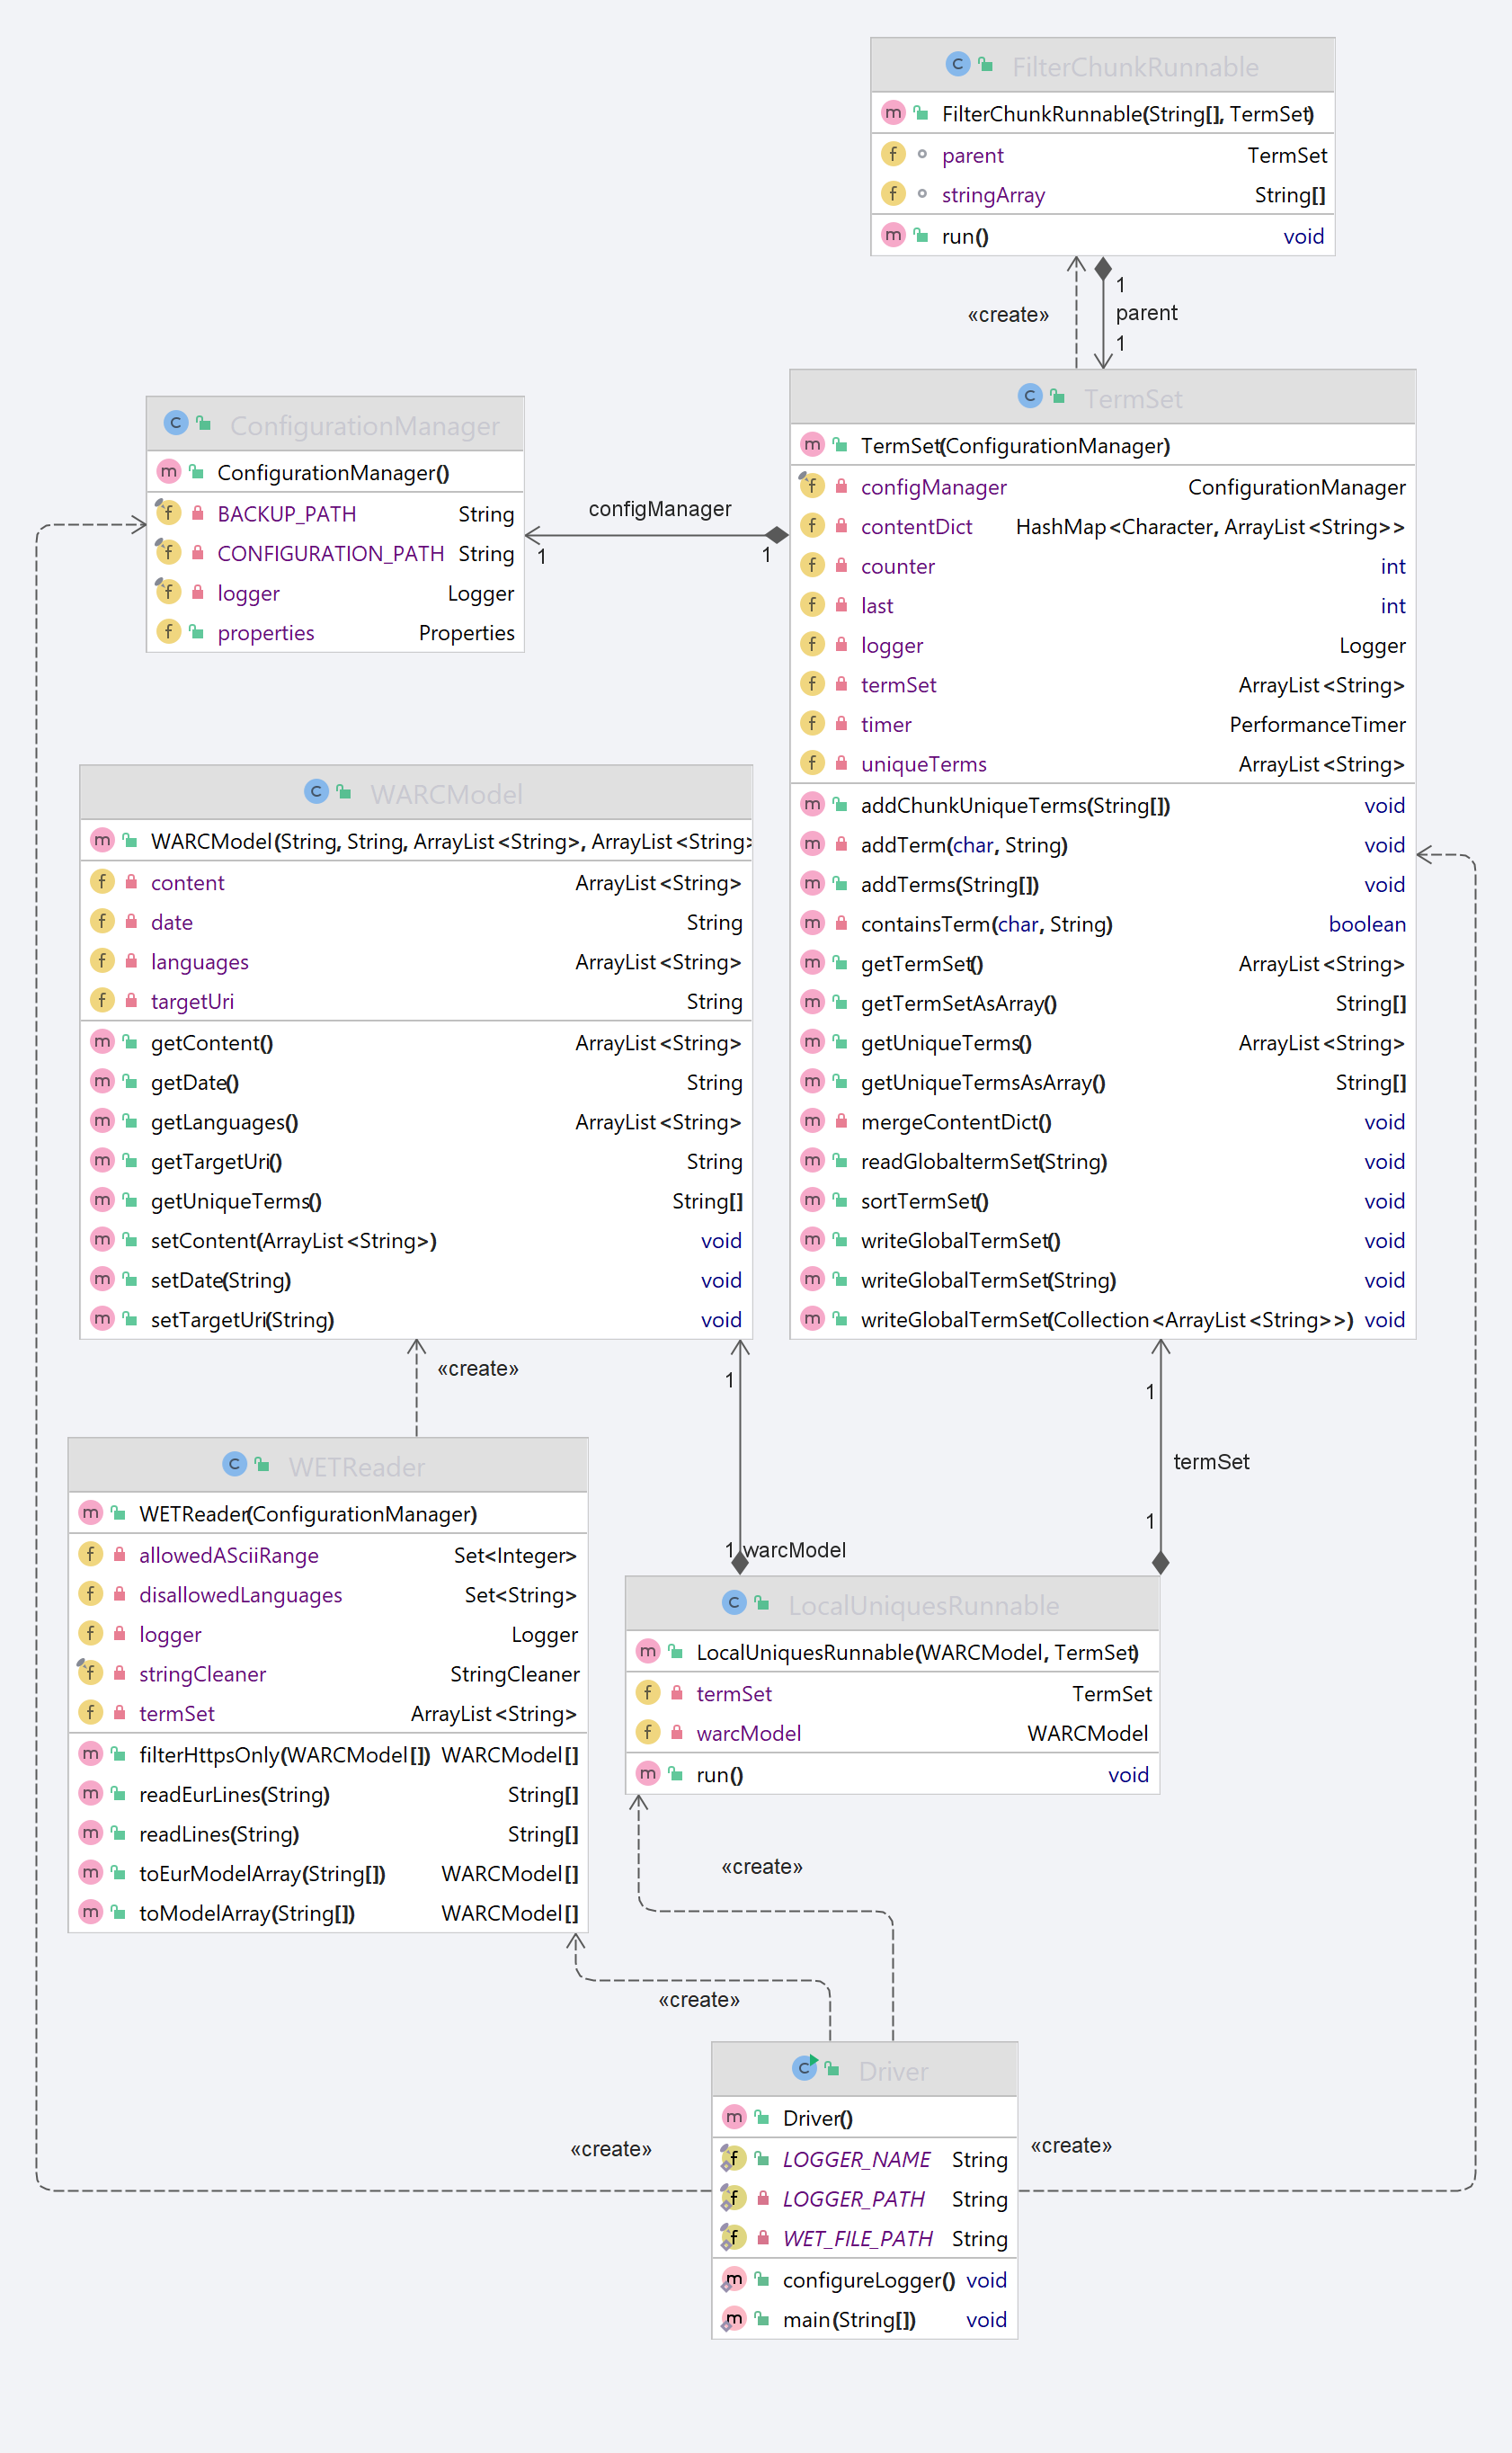 FilterChunkRunnable
FilterChunkRunnable(String[], TermSet)
parent TermSet
stringArray String[]
run() void
«create»
1
parent
1
TermSet
TermSet(ConfigurationManager)
configManager ConfigurationManager
contentDict HashMap<Character, ArrayList<String>>
counter int
last int
logger Logger
termSet ArrayList<String>
timer PerformanceTimer
uniqueTerms ArrayList<String>
addChunkUniqueTerms(String[]) void
addTerm(char, String) void
addTerms(String[]) void
containsTerm(char, String) boolean
getTermSet() ArrayList<String>
getTermSetAsArray() String[]
getUniqueTerms() ArrayList<String>
getUniqueTermsAsArray() String[]
mergeContentDict() void
readGlobaltermSet(String) void
sortTermSet() void
writeGlobalTermSet() void
writeGlobalTermSet(String) void
writeGlobalTermSet(Collection<ArrayList<String>>) void
ConfigurationManager
ConfigurationManager()
BACKUP_PATH String
CONFIGURATION_PATH String
logger Logger
properties Properties
configManager
1
1
WARCModel
WARCModel(String, String, ArrayList<String>, ArrayList<String>
content ArrayList<String>
date String
languages ArrayList<String>
targetUri String
getContent() ArrayList<String>
getDate() String
getLanguages() ArrayList<String>
getTargetUri() String
getUniqueTerms() String[]
setContent(ArrayList<String>) void
setDate(String) void
setTargetUri(String) void
«create»
1
1
termSet
1
1 warcModel
WETReader
WETReader(ConfigurationManager)
allowedASciiRange Set<Integer>
disallowedLanguages Set<String>
logger Logger
stringCleaner StringCleaner
termSet ArrayList<String>
filterHttpsOnly(WARCModel[]) WARCModel[]
readEurLines(String) String[]
readLines(String) String[]
toEurModelArray(String[]) WARCModel[]
toModelArray(String[]) WARCModel[]
LocalUniquesRunnable
LocalUniquesRunnable(WARCModel, TermSet)
termSet TermSet
warcModel WARCModel
run() void
«create»
«create»
Driver
Driver()
LOGGER_NAME String
LOGGER_PATH String
WET_FILE_PATH String
configureLogger() void
main(String[]) void
«create»
«create»